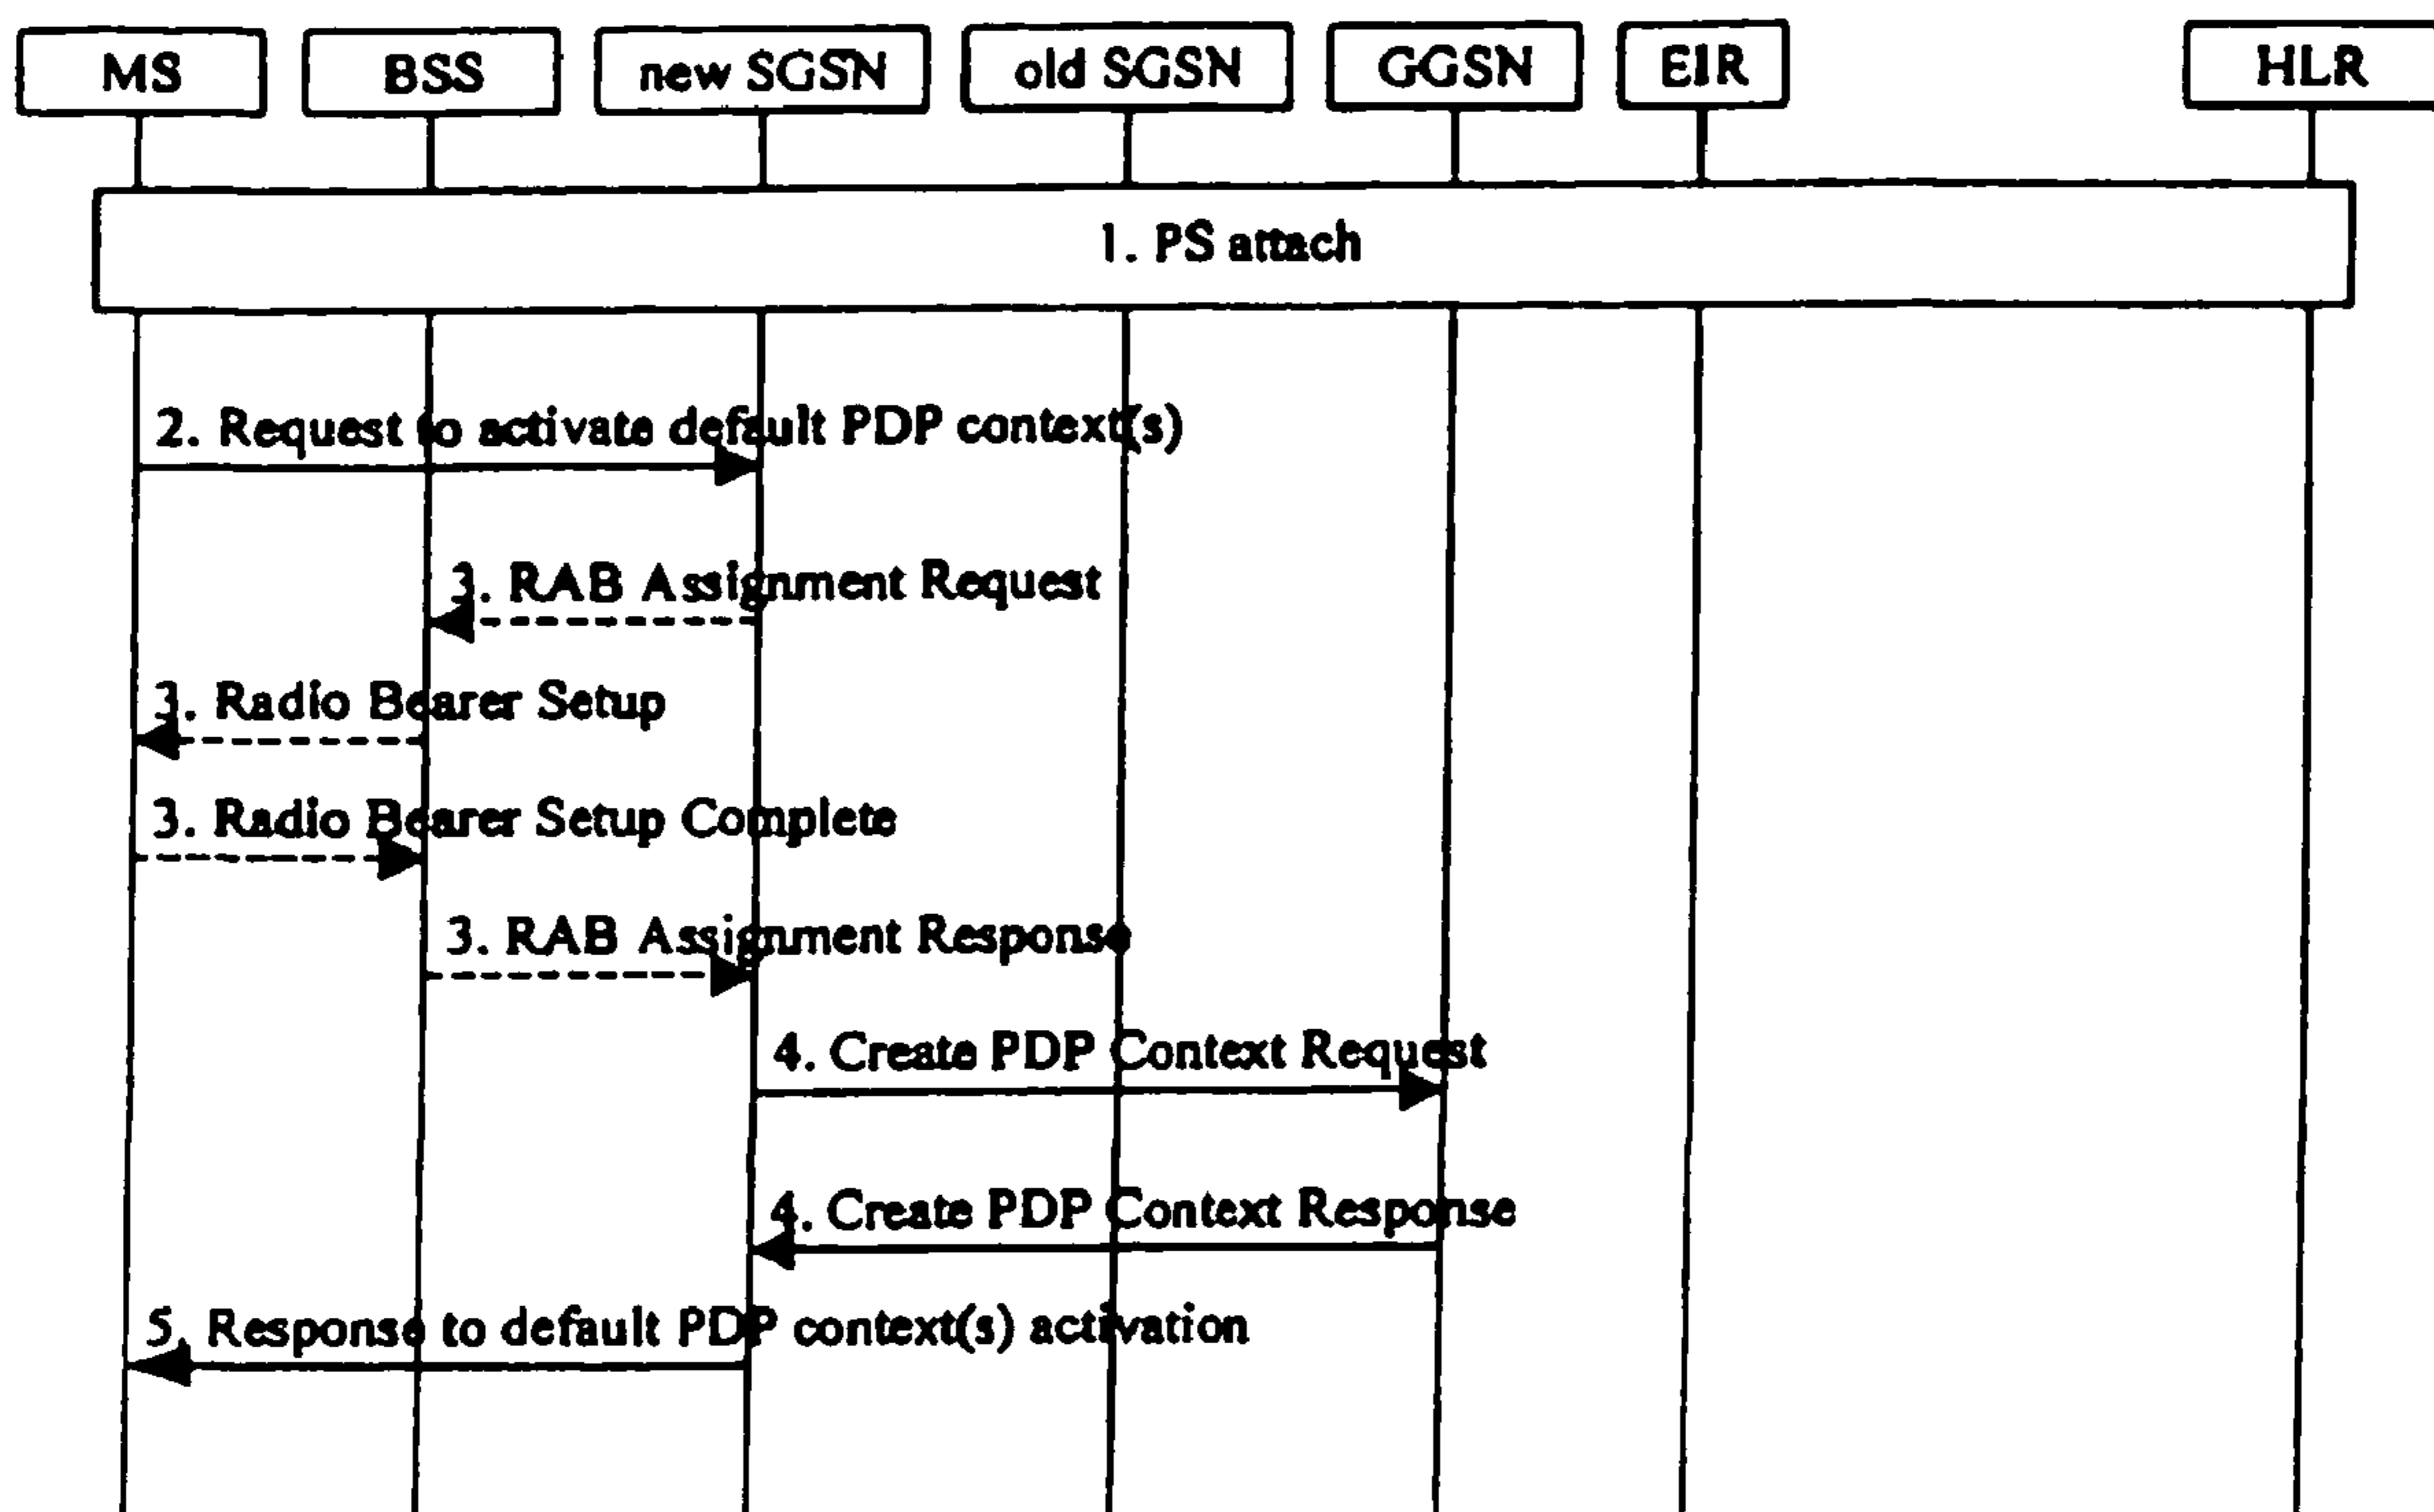 MS BSS new SGSN old SGSN GGSN EIR HLR
1. PS attach
2. Request to activate default PDP context(s)
3. RAB Assignment Request
3. Radio Bearer Setup
3. Radio Bearer Setup Complete
3. RAB Assignment Response
4. Create PDP Context Request
4. Create PDP Context Response
5. Response to default PDP context(s) activation